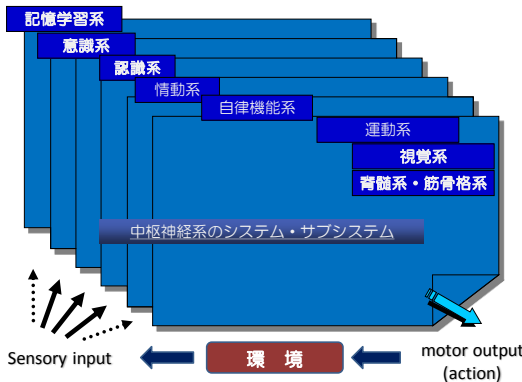 記憶学習系
意識系
認識系
情動系
自律機能系
運動系
視覚系
脊髄系・筋骨格系
中枢神経系のシステム・サブシステム
Sensory input
環 境
motor output
(action)